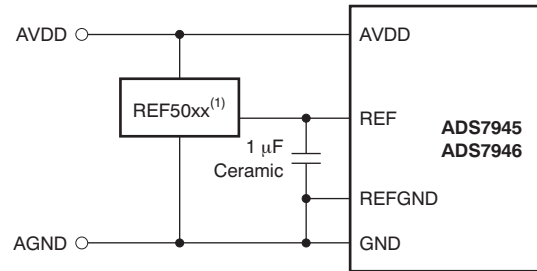 AVDD
AVDD
REF50xx(1)
REF
ADS7945
ADS7946
1 μF
Ceramic
REFGND
AGND
GND